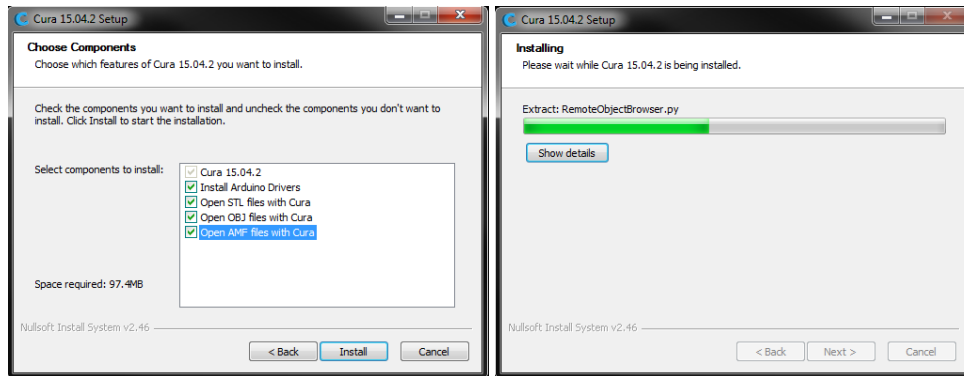 Cura 15.04.2 Setup
Choose Components
Choose which features of Cura 15.04.2 you want to install.
Check the components you want to install and uncheck the components you don't want to
install. Click Install to start the installation.
Select components to install:
Cura 15.04.2
Install Arduino Drivers
Open STL files with Cura
Open OBJ files with Cura
Open AMF files with Cura
Space required: 97.4MB
Nullsoft Install System v2.46
< Back
Install
Cancel
Cura 15.04.2 Setup
Installing
Please wait while Cura 15.04.2 is being installed.
Extract: RemoteObjectBrowser.py
Show details
Nullsoft Install System v2.46
< Back
Next >
Cancel